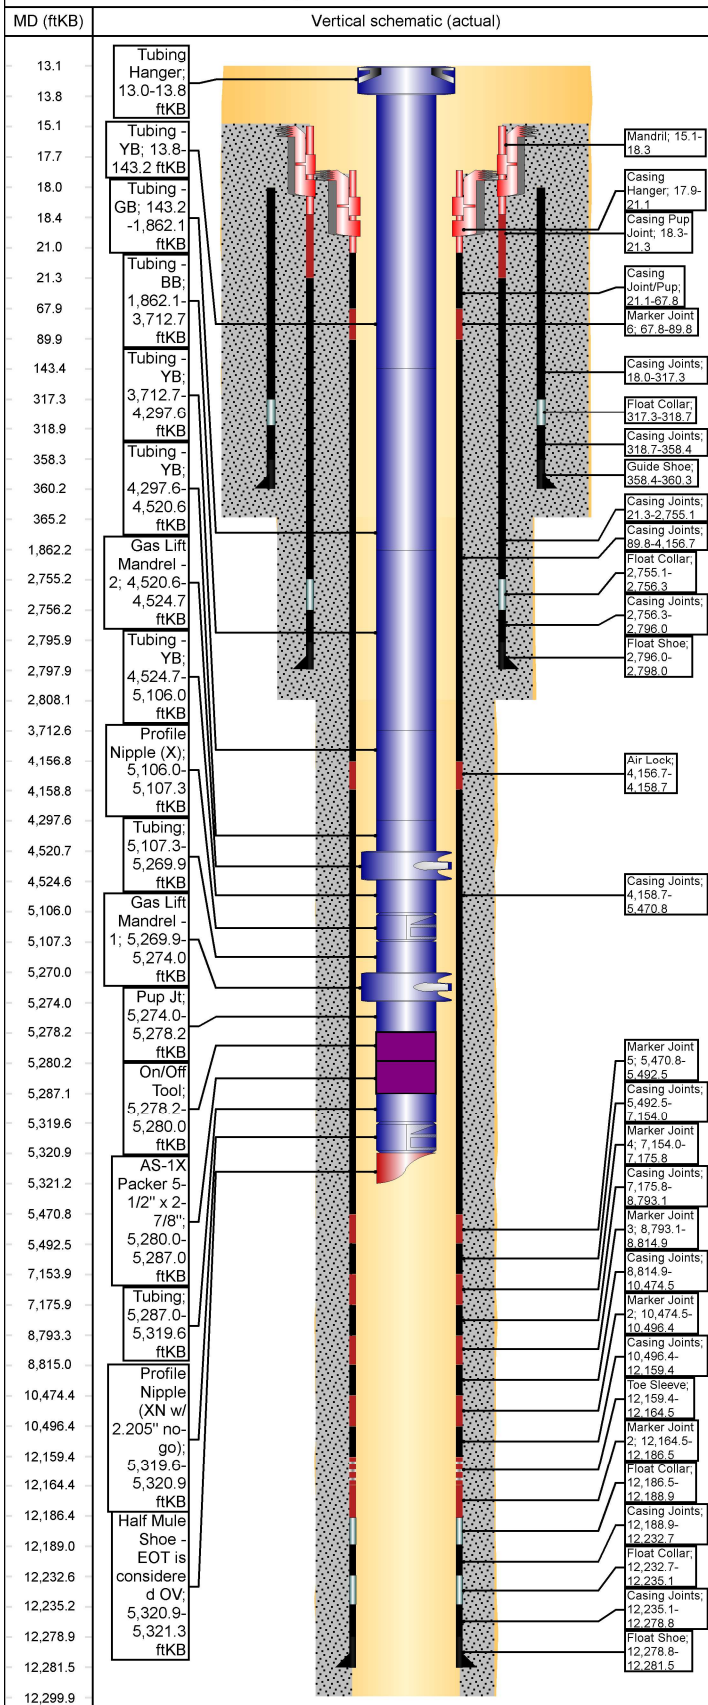 MD (ftKB)
Vertical schematic (actual)
13.1
13.8
15.1
17.7
18.0
18.4
21.0
21.3
67.9
89.9
143.4
317.3
318.9
358.3
360.2
365.2
1,862.2
2,755.2
2,756.2
2,795.9
2,797.9
2,808.1
3,712.6
4,156.8
4,158.8
4,297.6
4,520.7
4,524.6
5,106.0
5,107.3
5,270.0
5,274.0
5,278.2
5,280.2
5,287.1
5,319.6
5,320.9
5,321.2
5,470.8
5,492.5
7,153.9
7,175.9
8,793.3
8,815.0
10,474.4
10,496.4
12,159.4
12,164.4
12,186.4
12,189.0
12,232.6
12,235.2
12,278.9
12,281.5
12,299.9
Tubing
Hanger;
13.0-13.8
ftKB
Tubing -
YB; 13.8-
143.2 ftKB
Tubing -
GB; 143.2
-1,862.1
ftKB
Tubing -
BB;
1,862.1-
3,712.7
ftKB
Tubing -
YB;
3,712.7-
4,297.6
ftKB
Tubing -
YB;
4,297.6-
4,520.6
ftKB
Gas Lift
Mandrel -
2; 4,520.6-
4,524.7
ftKB
Tubing -
YB;
4,524.7-
5,106.0
ftKB
Profile
Nipple (X);
5,106.0-
5,107.3
ftKB
Tubing;
5,107.3-
5,269.9
ftKB
Gas Lift
Mandrel -
1; 5,269.9-
5,274.0
ftKB
Pup Jt;
5,274.0-
5,278.2
ftKB
On/Off
Tool;
5,278.2-
5,280.0
ftKB
AS-1X
Packer 5-
1/2" x 2-
7/8";
5,280.0-
5,287.0
ftKB
Tubing;
5,287.0-
5,319.6
ftKB
Profile
Nipple
(XN w/
2.205" no-
go);
5,319.6-
5,320.9
ftKB
Half Mule
Shoe -
EOT is
considere
d OV;
5,320.9-
5,321.3
ftKB
Mandril; 15.1-
18.3
Casing
Hanger; 17.9-
21.1
Casing Pup
Joint; 18.3-
21.3
Casing
Joint/Pup;
21.1-67.8
Marker Joint
6; 67.8-89.8
Casing Joints;
18.0-317.3
Float Collar;
317.3-318.7
Casing Joints;
318.7-358.4
Guide Shoe;
358.4-360.3
Casing Joints;
21.3-2,755.1
Casing Joints;
89.8-4,156.7
Float Collar;
2,755.1-
2,756.3
Casing Joints;
2,756.3-
2,796.0
Float Shoe;
2,796.0-
2,798.0
Air Lock;
4,156.7-
4,158.7
Casing Joints;
4,158.7-
5,470.8
Marker Joint
5; 5,470.8-
5,492.5
Casing Joints;
5,492.5-
7,154.0
Marker Joint
4; 7,154.0-
7,175.8
Casing Joints;
7,175.8-
8,793.1
Marker Joint
3; 8,793.1-
8,814.9
Casing Joints;
8,814.9-
10,474.5
Marker Joint
2; 10,474.5-
10,496.4
Casing Joints;
10,496.4-
12,159.4
Toe Sleeve;
12,159.4-
12,164.5
Marker Joint
2; 12,164.5-
12,186.5
Float Collar;
12,186.5-
12,188.9
Casing Joints;
12,188.9-
12,232.7
Float Collar;
12,232.7-
12,235.1
Casing Joints;
12,235.1-
12,278.8
Float Shoe;
12,278.8-
12,281.5